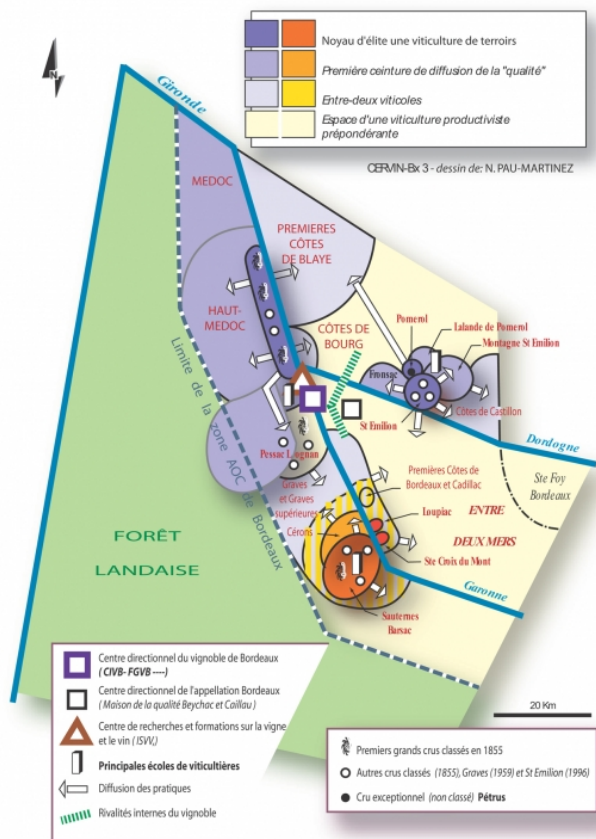 Noyau d'élite une viticulture de terroirs
Première ceinture de diffusion de la "qualité"
Entre-deux viticoles
Espace d'une viticulture productiviste
prépondérante
CERVIN-Bx 3 - dessin de: N. PAU-MARTINEZ
N
Gironde
MEDOC
PREMIERES
CÔTES
DE BLAYE
HAUT-
MEDOC
CÔTES DE
BOURG
Pomerol
Lalande de Pomerol
Montagne St Emilion
Fronsac
Côtes de Castillon
St Emilion
Dordogne
Limite de la zone AOC de Bordeaux
Pessac Léognan
Graves
et Graves
supérieures
Cérons
Premières Côtes de
Bordeaux et Cadillac
Ste Foy
Bordeaux
Loupiac
ENTRE
DEUX MERS
Ste Croix du Mont
Garonne
Sauternes
Barsac
FORÊT
LANDAISE
20 Km
Centre directionnel du vignoble de Bordeaux
( CIVB- FGVB ----)
Centre directionnel de l'appellation Bordeaux
( Maison de la qualité Beychac et Caillau )
Centre de recherches et formations sur la vigne
et le vin ( ISVV,)
Principales écoles de viticultières
Diffusion des pratiques
Rivalités internes du vignoble
Premiers grands crus classés en 1855
Autres crus classés (1855), Graves (1959) et St Emilion (1996)
Cru exceptionnel (non classé) Pétrus